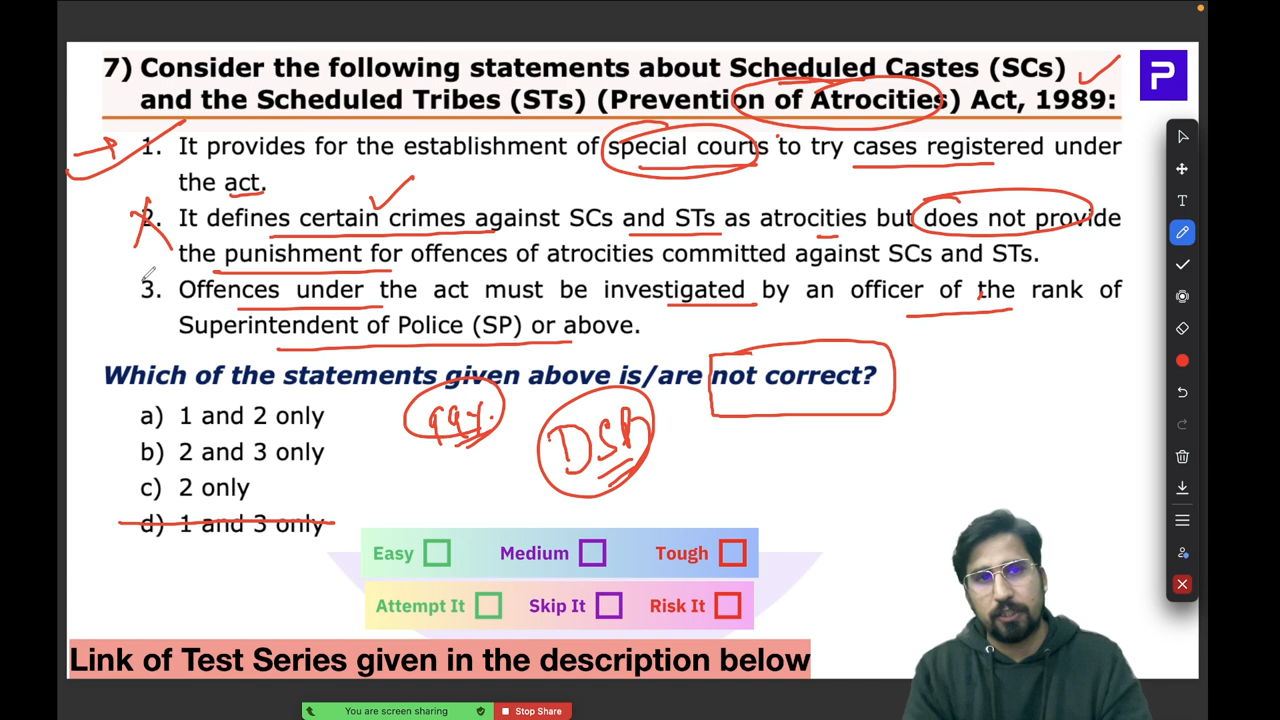 7) Consider the following statements about Scheduled Castes (SCs)
and the Scheduled Tribes (STs) (Prevention of Atrocities) Act, 1989:
P
1. It provides for the establishment of special courts to try cases registered under
the act.
2. It defines certain crimes against SCs and STs as atrocities but does not provide
the punishment for offences of atrocities committed against SCs and STs.
3. Offences under the act must be investigated by an officer of the rank of
Superintendent of Police (SP) or above.
Which of the statements given above is/are not correct?
a) 1 and 2 only
b) 2 and 3 only
c) 2 only
d) 1 and 3 only
Easy Medium Tough
Attempt It Skip It Risk It
Link of Test Series given in the description below
You are screen sharing Stop Share